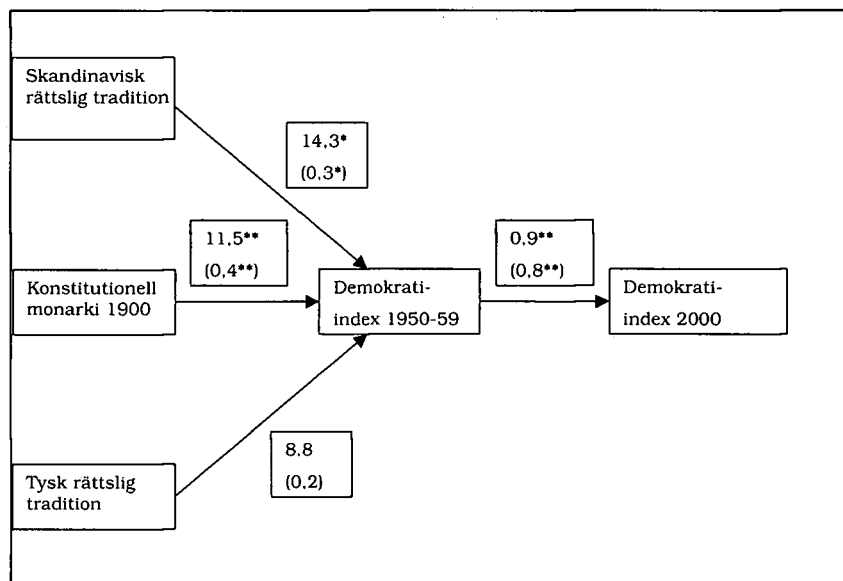 Skandinavisk
rättslig tradition
14,3*
(0,3*)
11,5**
(0,4**)
0,9**
(0,8**)
Konstitutionell
monarki 1900
Demokrati-
index 1950-59
Demokrati-
index 2000
8,8
(0,2)
Tysk rättslig
tradition